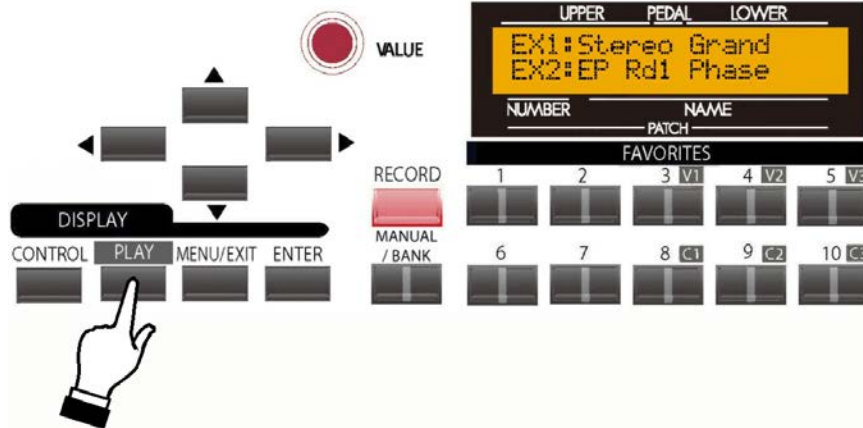 VALUE
UPPER PEDAL LOWER
EX1:Stereo Grand
EX2:EP Rd1 Phase
NUMBER NAME
PATCH
FAVORITES
RECORD
1 2 3 V1 4 V2 5 V3
DISPLAY
MANUAL
/ BANK
CONTROL PLAY MENU/EXIT ENTER
6 7 8 C1 9 C2 10 C3